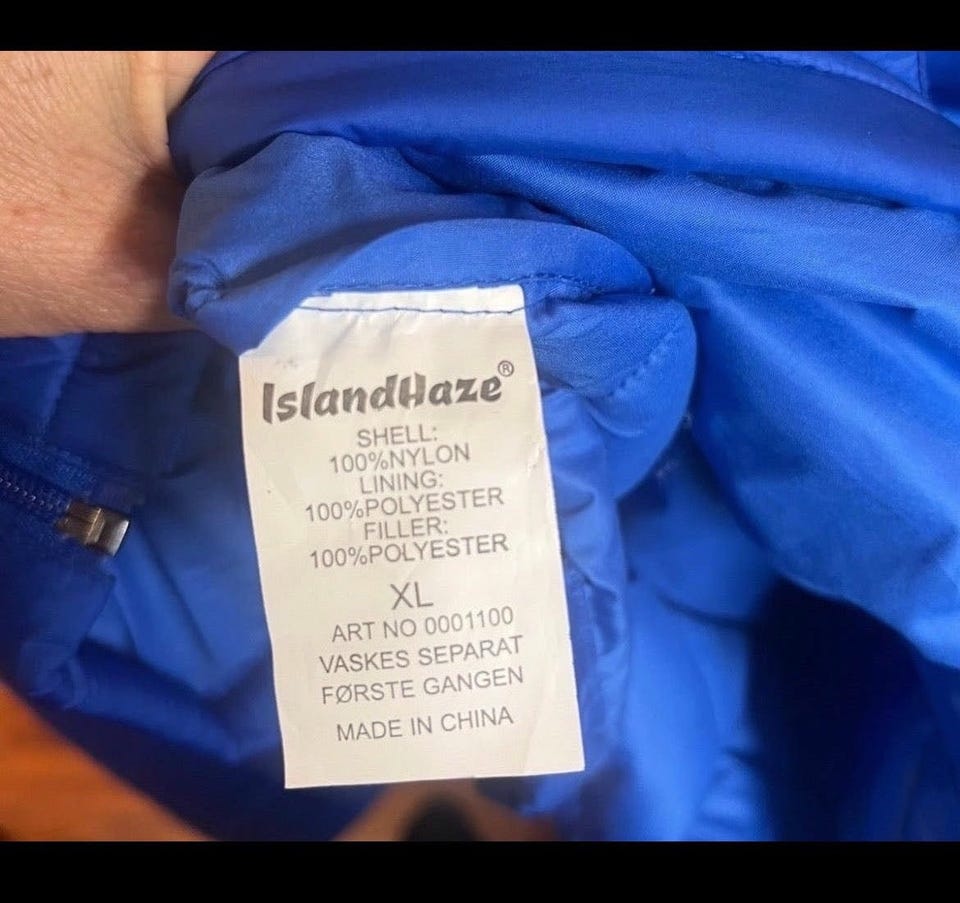 IslandHaze®
SHELL:
100%NYLON
LINING:
100%POLYESTER
FILLER:
100%POLYESTER
XL
ART NO 0001100
VASKES SEPARAT
FØRSTE GANGEN
MADE IN CHINA